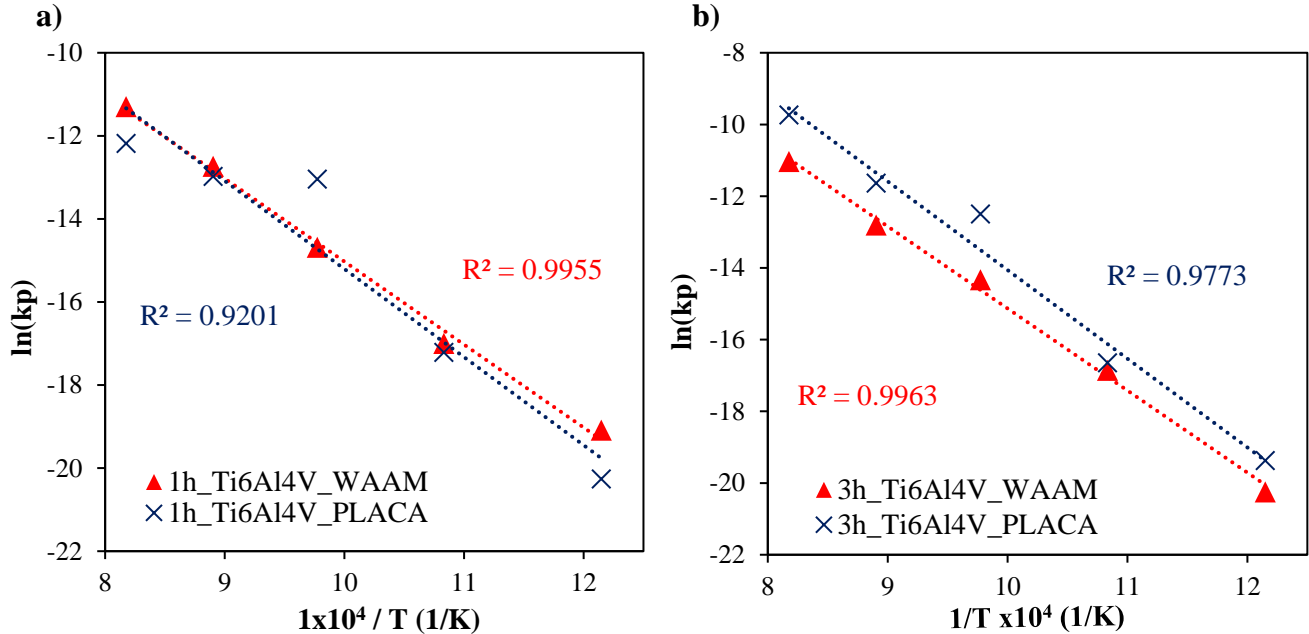 a)
-10
-12
-14
-16
-18
-20
-22
ln(kp)
R² = 0.9955
R² = 0.9201
1h_Ti6Al4V_WAAM
1h_Ti6Al4V_PLACA
8 9 10 11 12
1x10⁴ / T (1/K)
b)
-8
-10
-12
-14
-16
-18
-20
-22
ln(kp)
R² = 0.9773
R² = 0.9963
3h_Ti6Al4V_WAAM
3h_Ti6Al4V_PLACA
8 9 10 11 12
1/T x10⁴ (1/K)